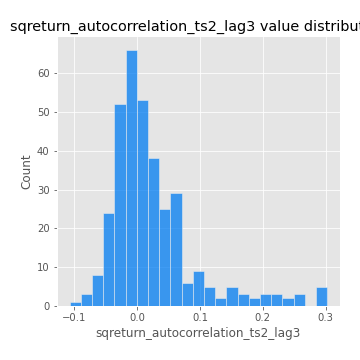 sqreturn_autocorrelation_ts2_lag3 value distribut
Count
60
50
40
30
20
10
0
−0.1 0.0 0.1 0.2 0.3
sqreturn_autocorrelation_ts2_lag3